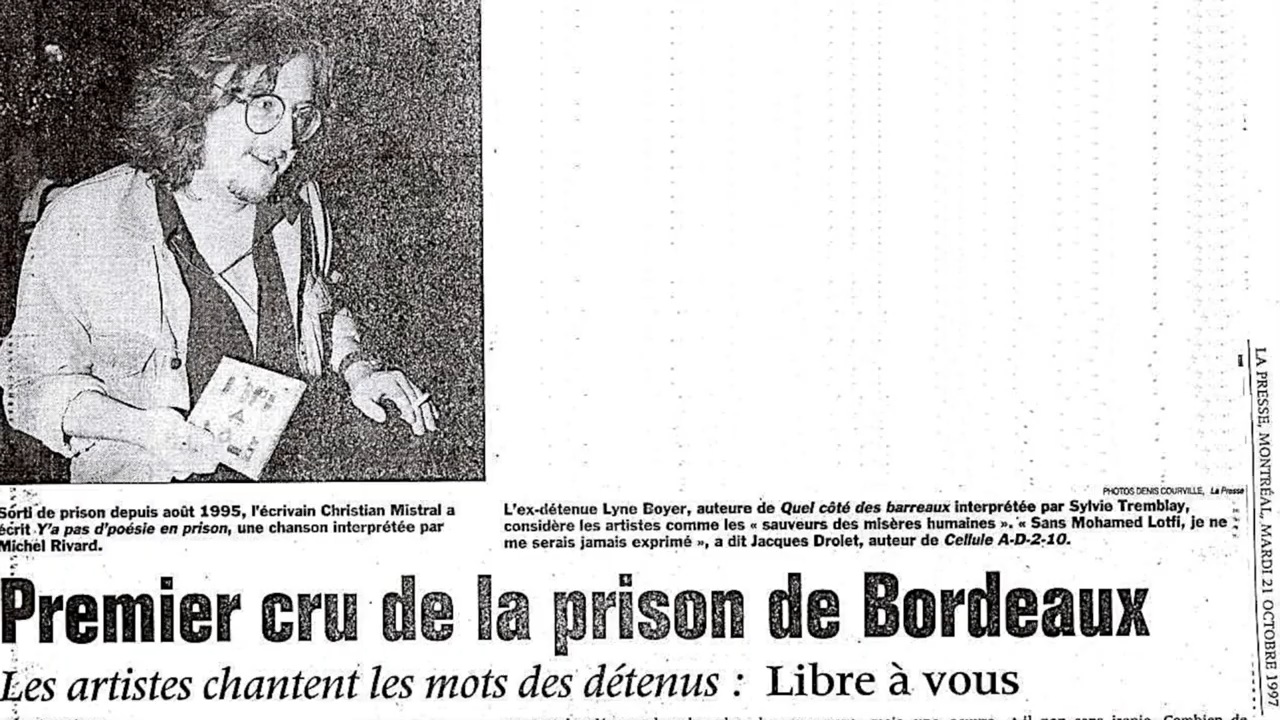 PHOTOS DENIS COURVILLE, La Presse
Sorti de prison depuis août 1995, l'écrivain Christian Mistral a
écrit Y'a pas d'poésie en prison, une chanson interprétée par
Michel Rivard.
L'ex-détenue Lyne Boyer, auteure de Quel côté des barreaux interprétée par Sylvie Tremblay,
considère les artistes comme les « sauveurs des misères humaines ». « Sans Mohamed Lotfi, je ne
me serais jamais exprimé », a dit Jacques Drolet, auteur de Cellule A-D-2-10.
LA PRESSE, MONTRÉAL, MARDI 21 OCTOBRE 1997
Premier cru de la prison de Bordeaux
Les artistes chantent les mots des détenus : Libre à vous